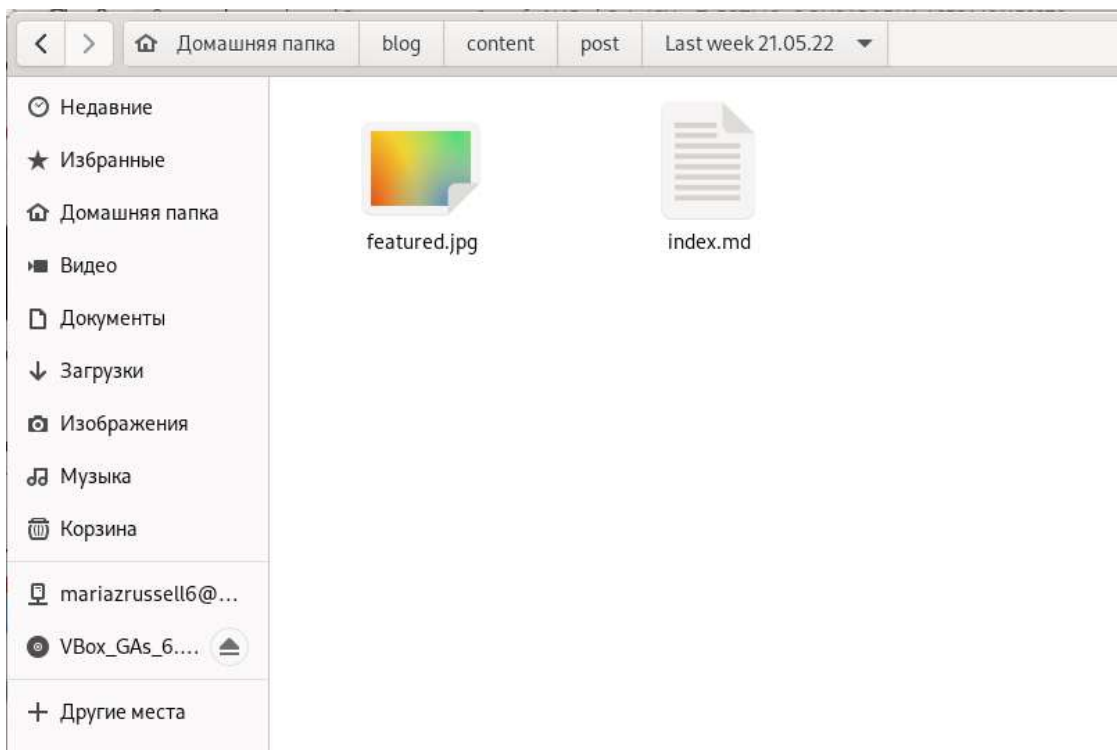 Домашняя папка blog content post Last week 21.05.22
Недавние
Избранные
Домашняя папка
Видео
Документы
Загрузки
Изображения
Музыка
Корзина
mariazrussell6@...
VBox_GAs_6....
Другие места
featured.jpg index.md